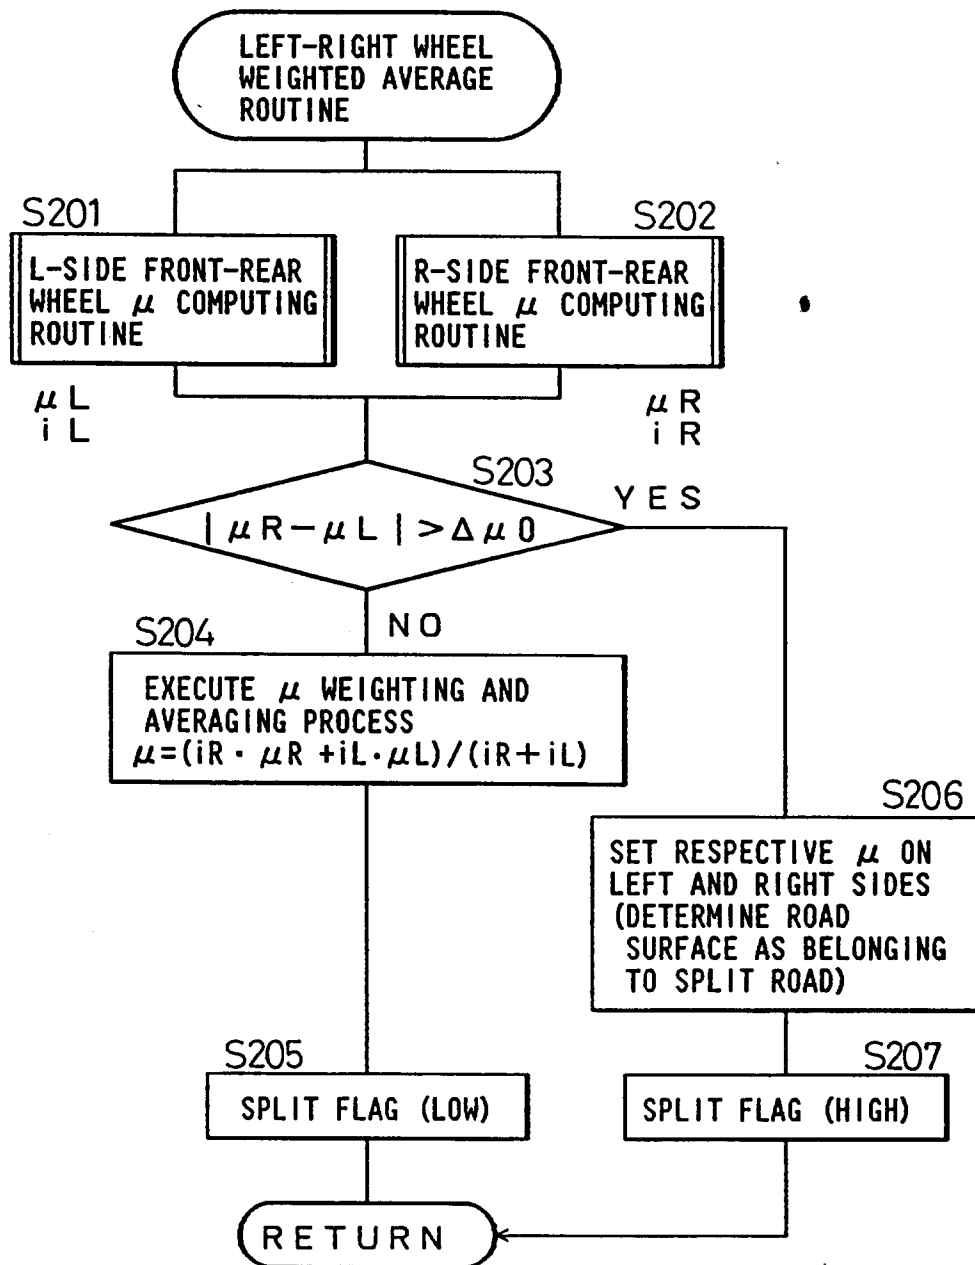 LEFT-RIGHT WHEEL
WEIGHTED AVERAGE
ROUTINE
S201
L-SIDE FRONT-REAR
WHEEL μ COMPUTING
ROUTINE
μL
iL
S202
R-SIDE FRONT-REAR
WHEEL μ COMPUTING
ROUTINE
μR
iR
S203
|μR-μL|>Δμ0
YES
NO
S204
EXECUTE μ WEIGHTING AND
AVERAGING PROCESS
μ=(iR·μR+iL·μL)/(iR+iL)
S206
SET RESPECTIVE μ ON
LEFT AND RIGHT SIDES
(DETERMINE ROAD
SURFACE AS BELONGING
TO SPLIT ROAD)
S205
SPLIT FLAG (LOW)
S207
SPLIT FLAG (HIGH)
RETURN